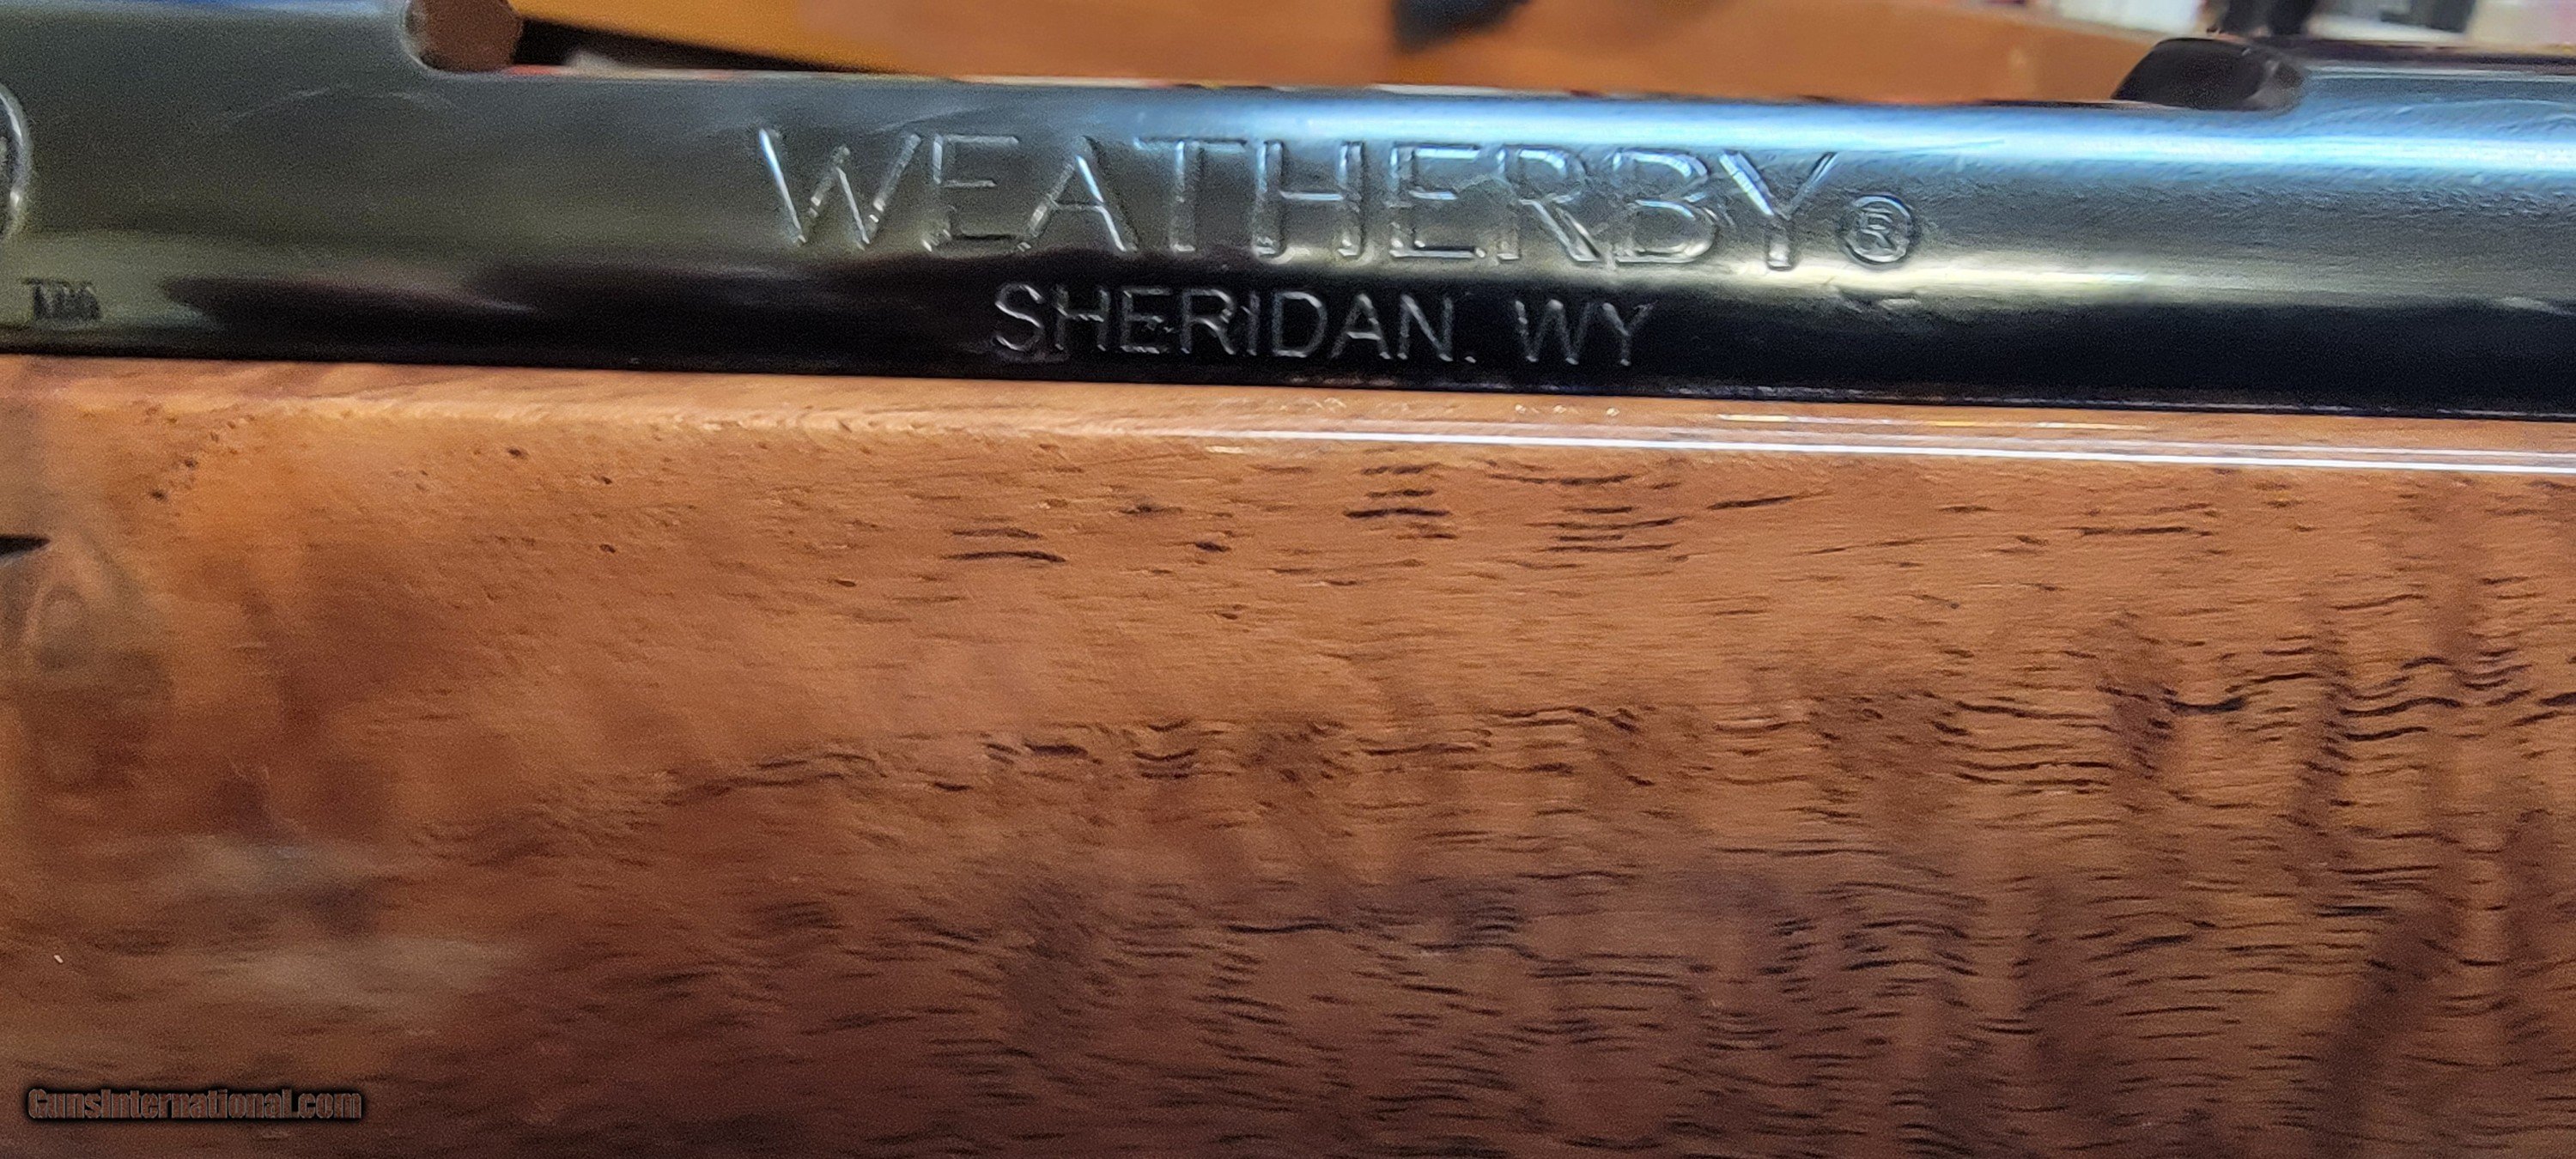 WEATHERBY®
SHERIDAN, WY
GunsInternational.com